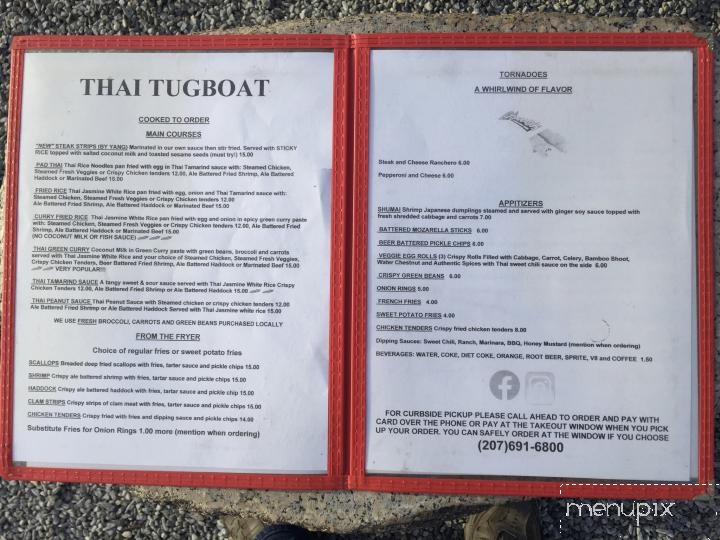 THAI TUGBOAT
COOKED TO ORDER
MAIN COURSES
"NEW" STEAK STRIPS (BY YANG) Marinated in our own sauce then stir fried. Served with STICKY
RICE topped with salted coconut milk and toasted sesame seeds (must try!) 15.00
PAD THAI Thai Rice Noodles pan fried with egg in Thai Tamarind sauce with: Steamed Chicken,
Steamed Fresh Veggies or Crispy Chicken tenders 12.00, Ale Battered Fried Shrimp, Ale Battered
Haddock or Marinated Beef 15.00
FRIED RICE Thai Jasmine White Rice pan fried with egg, onion and Thai Tamarind sauce with:
Steamed Chicken, Steamed Fresh Veggies or Crispy Chicken tenders 12.00
Ale Battered Fried Shrimp, Ale Battered Haddock or Marinated Beef 15.00
CURRY FRIED RICE Thai Jasmine White Rice pan fried with egg and onion in spicy green curry paste
with: Steamed Chicken, Steamed Fresh Veggies or Crispy Chicken tenders 12.00, Ale Battered Fried
Shrimp, Ale Battered Haddock or Marinated Beef 15.00
(NO COCONUT MILK OR FISH SAUCE)
THAI GREEN CURRY Coconut Milk in Green Curry paste with green beans, broccoli and carrots
served with Thai Jasmine White Rice and your choice of Steamed Chicken, Steamed Fresh Veggies,
Crispy Chicken Tenders, Beer Battered Fried Shrimp, Ale Battered Haddock or Marinated Beef 15.00
VERY POPULAR!!!
THAI TAMARIND SAUCE A tangy sweet & sour sauce served with Thai Jasmine White Rice Crispy
Chicken Tenders 12.00, Ale Battered Fried Shrimp or Ale Battered Haddock 15.00
THAI PEANUT SAUCE Thai Peanut Sauce with Steamed chicken or crispy chicken tenders 12.00
Ale Battered Fried Shrimp or Ale Battered Haddock Served with Thai Jasmine white Rice 15.00
WE USE FRESH BROCCOLI, CARROTS AND GREEN BEANS PURCHASED LOCALLY
FROM THE FRYER
Choice of regular fries or sweet potato fries
SCALLOPS Breaded deep fried scallops with fries, tarter sauce and pickle chips 15.00
SHRIMP Crispy ale battered shrimp with fries, tarter sauce and pickle chips 15.00
HADDOCK Crispy ale battered haddock with fries, tarter sauce and pickle chip 15.00
CLAM STRIPS Crispy strips of clam meat with fries, tarter sauce and pickle chips 15.00
CHICKEN TENDERS Crispy fried with fries and dipping sauce and pickle chips 14.00
Substitute Fries for Onion Rings 1.00 more (mention when ordering)
TORNADOES
A WHIRLWIND OF FLAVOR
Steak and Cheese Ranchero 6.00
Pepperoni and Cheese 6.00
APPITIZERS
SHUMAI Shrimp Japanese dumplings steamed and served with ginger soy sauce topped with
fresh shredded cabbage and carrots 7.00
BATTERED MOZARELLA STICKS 6.00
BEER BATTERED PICKLE CHIPS 6.00
VEGGIE EGG ROLLS (3) Crispy Rolls Filled with Cabbage, Carrot, Celery, Bamboo Shoot,
Water Chestnut and Authentic Spices with Thai sweet chili sauce on the side 6.00
CRISPY GREEN BEANS 6.00
ONION RINGS 5.00
FRENCH FRIES 4.00
SWEET POTATO FRIES 4.00
CHICKEN TENDERS Crispy fried chicken tenders 8.00
Dipping Sauces: Sweet Chili, Ranch, Marinara, BBQ, Honey Mustard (mention when ordering)
BEVERAGES: WATER, COKE, DIET COKE, ORANGE, ROOT BEER, SPRITE, V8 and COFFEE 1.50
FOR CURBSIDE PICKUP PLEASE CALL AHEAD TO ORDER AND PAY WITH
CARD OVER THE PHONE OR PAY AT THE TAKEOUT WINDOW WHEN YOU PICK
UP YOUR ORDER. YOU CAN SAFELY ORDER AT THE WINDOW IF YOU CHOOSE
(207)691-6800
menupix